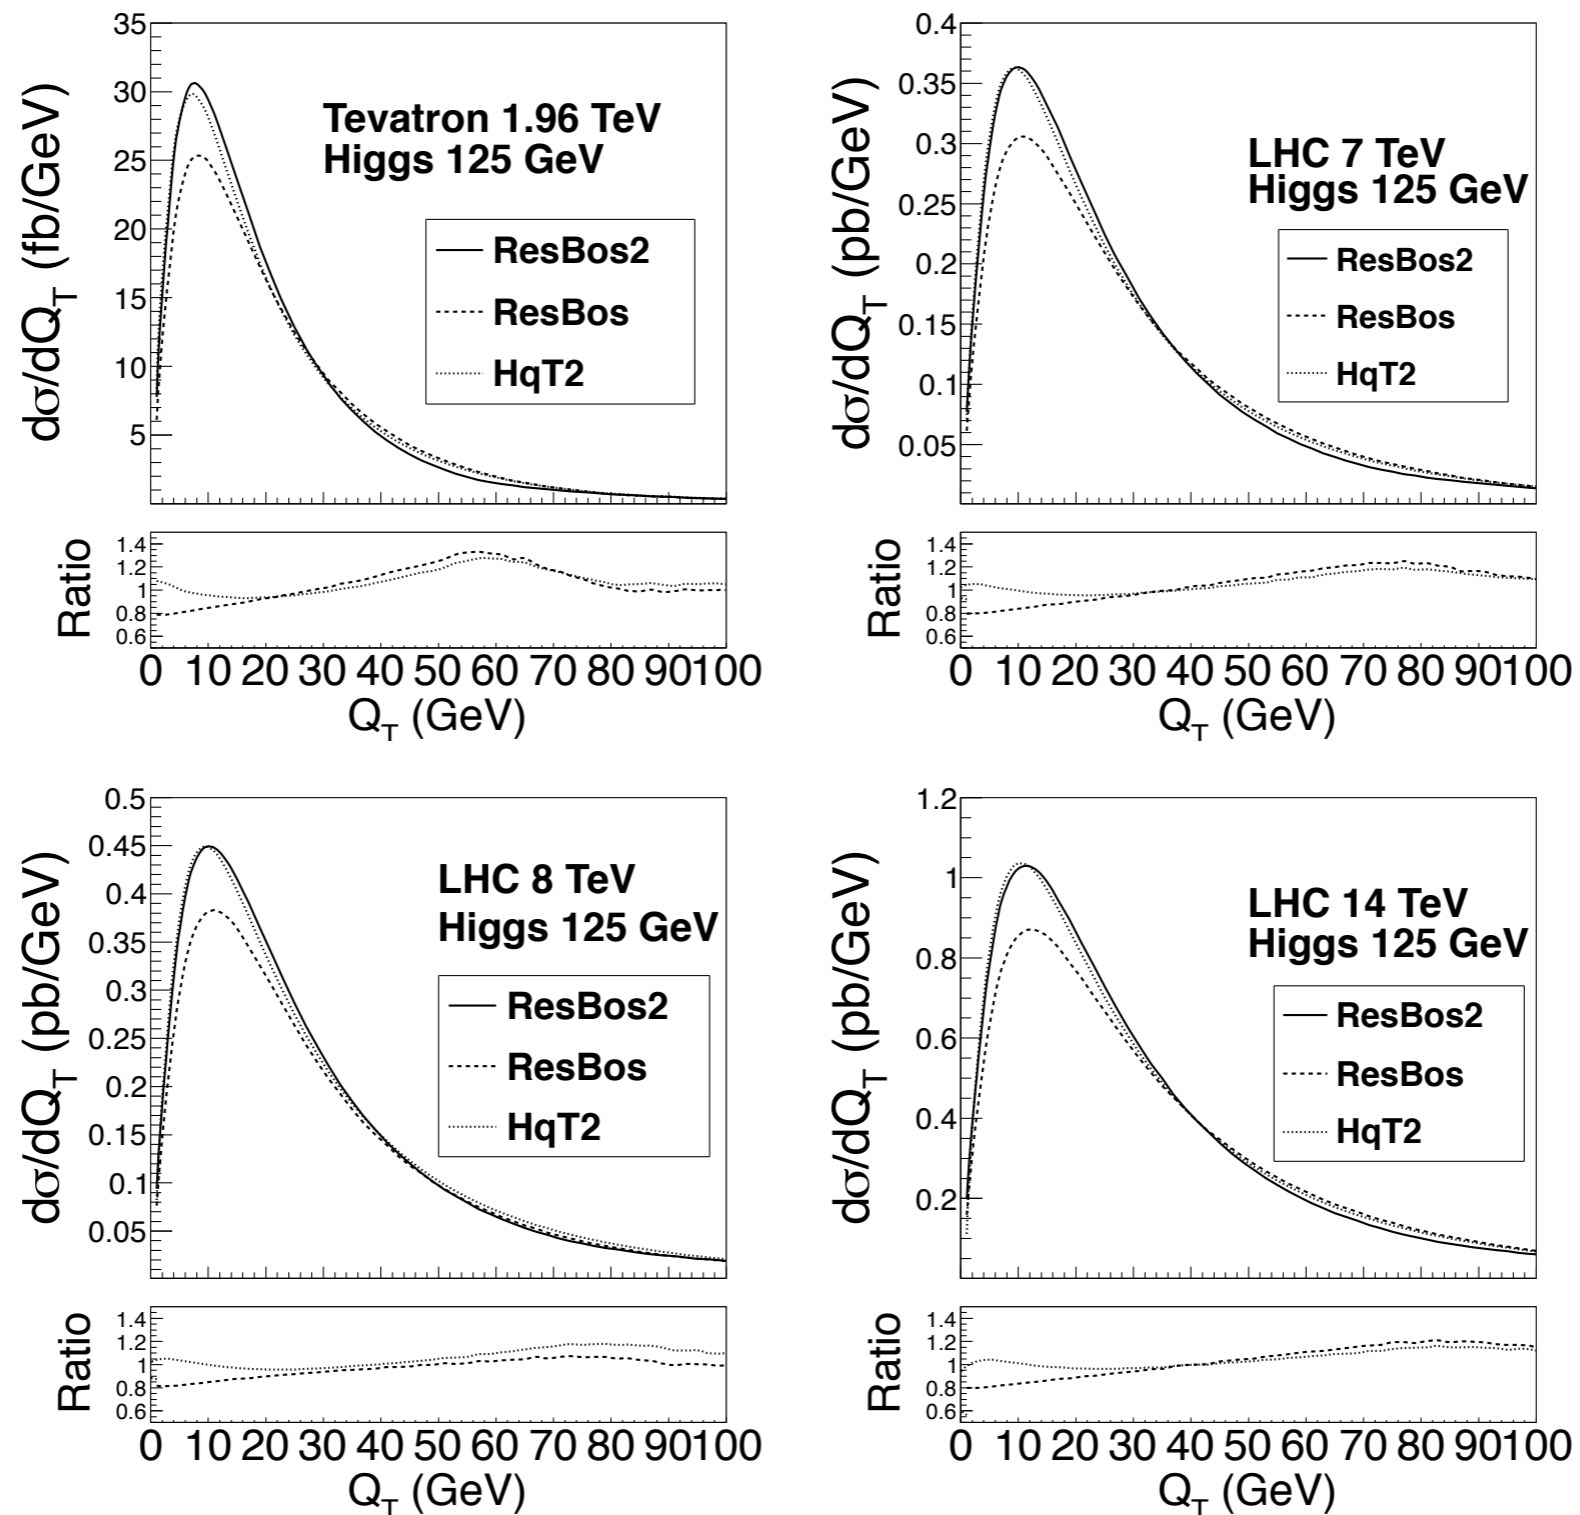 35
30
25
20
15
10
5
dσ/dQ_T (fb/GeV)
Tevatron 1.96 TeV
Higgs 125 GeV
ResBos2
ResBos
HqT2
1.4
1.2
1
0.8
0.6
Ratio
0 10 20 30 40 50 60 70 80 90 100
Q_T (GeV)
0.4
0.35
0.3
0.25
0.2
0.15
0.1
0.05
dσ/dQ_T (pb/GeV)
LHC 7 TeV
Higgs 125 GeV
ResBos2
ResBos
HqT2
1.4
1.2
1
0.8
0.6
Ratio
0 10 20 30 40 50 60 70 80 90 100
Q_T (GeV)
0.5
0.45
0.4
0.35
0.3
0.25
0.2
0.15
0.1
0.05
dσ/dQ_T (pb/GeV)
LHC 8 TeV
Higgs 125 GeV
ResBos2
ResBos
HqT2
1.4
1.2
1
0.8
0.6
Ratio
0 10 20 30 40 50 60 70 80 90 100
Q_T (GeV)
1.2
1
0.8
0.6
0.4
0.2
dσ/dQ_T (pb/GeV)
LHC 14 TeV
Higgs 125 GeV
ResBos2
ResBos
HqT2
1.4
1.2
1
0.8
0.6
Ratio
0 10 20 30 40 50 60 70 80 90 100
Q_T (GeV)